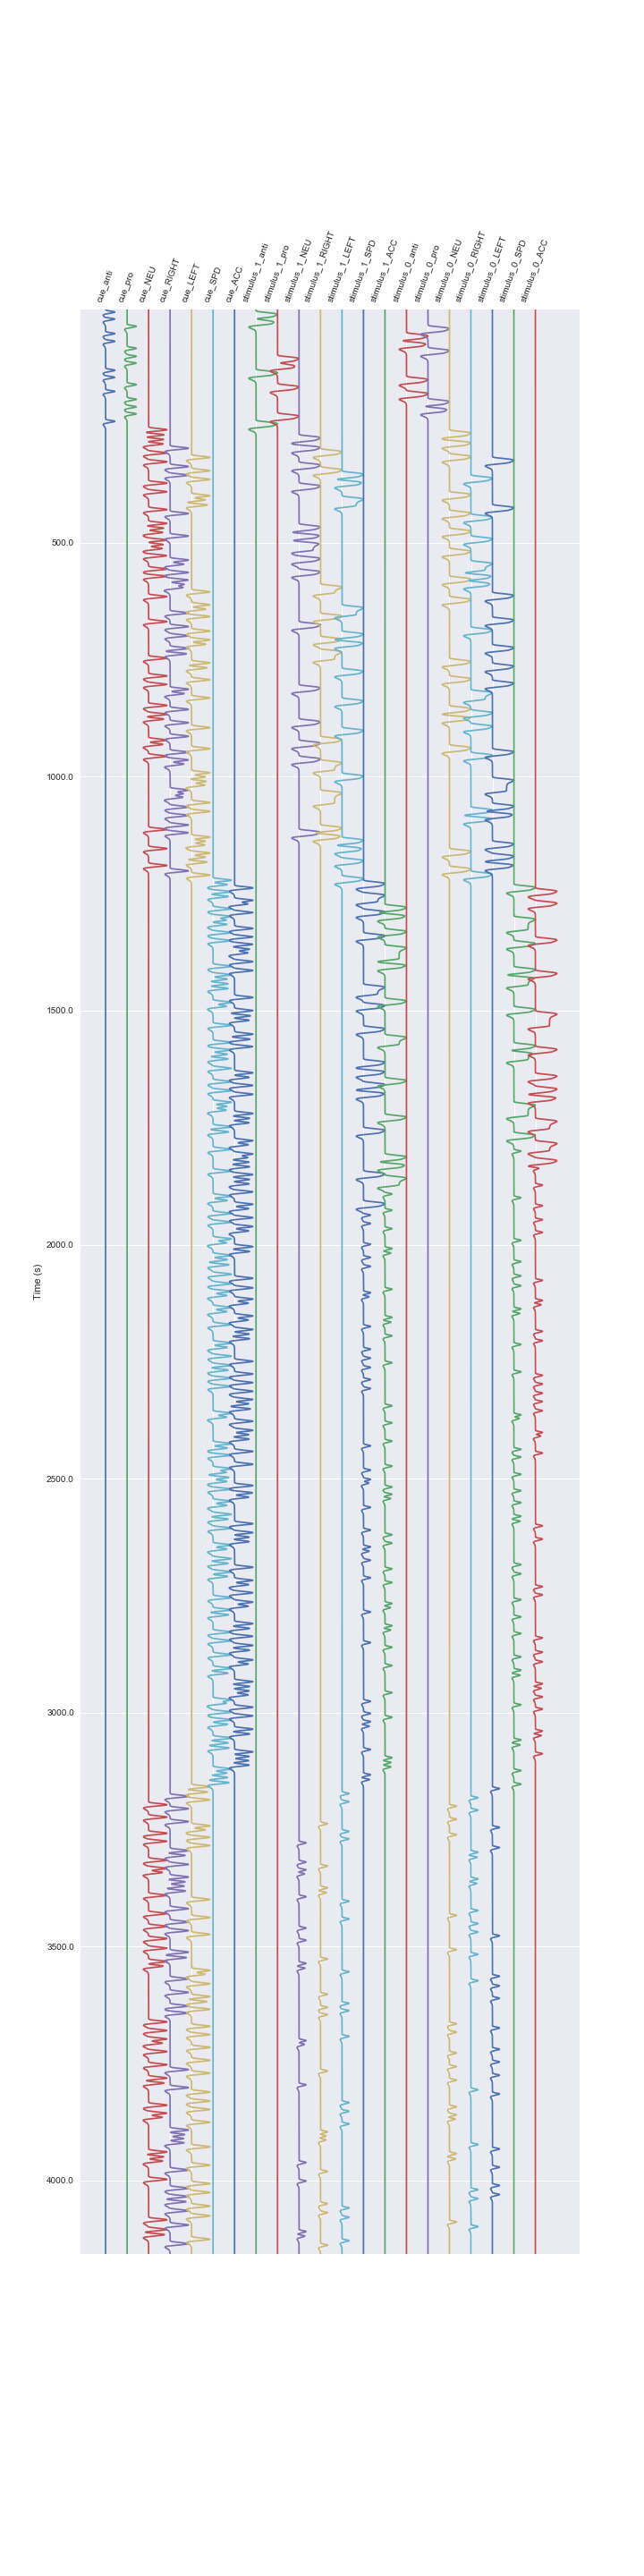 cue_anti
cue_pro
cue_NEU
cue_RIGHT
cue_LEFT
cue_SPD
cue_ACC
stimulus_1_anti
stimulus_1_pro
stimulus_1_NEU
stimulus_1_RIGHT
stimulus_1_LEFT
stimulus_1_SPD
stimulus_1_ACC
stimulus_0_anti
stimulus_0_pro
stimulus_0_NEU
stimulus_0_RIGHT
stimulus_0_LEFT
stimulus_0_SPD
stimulus_0_ACC
500.0
1000.0
1500.0
2000.0
Time (s)
2500.0
3000.0
3500.0
4000.0